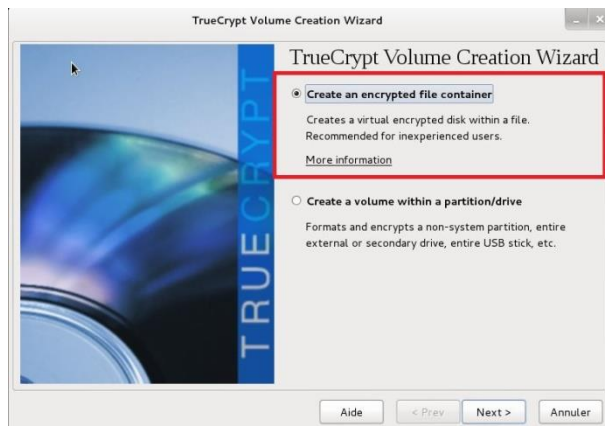 TrueCrypt Volume Creation Wizard
TRUECRYPT
TrueCrypt Volume Creation Wizard
Create an encrypted file container
Creates a virtual encrypted disk within a file.
Recommended for inexperienced users.
More information
Create a volume within a partition/drive
Formats and encrypts a non-system partition, entire
external or secondary drive, entire USB stick, etc.
Aide
< Prev
Next >
Annuler